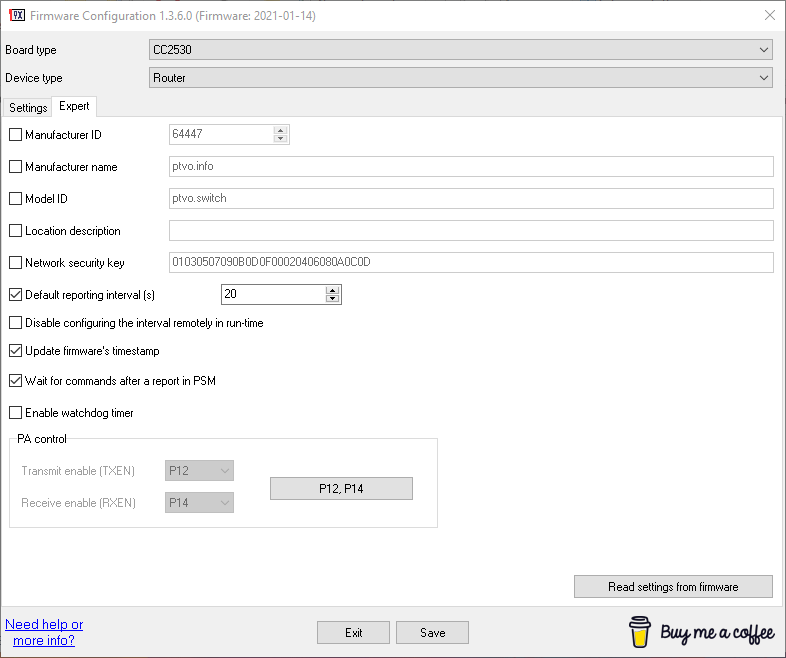 Firmware Configuration 1.3.6.0 (Firmware: 2021-01-14)
Board type CC2530
Device type Router
Settings Expert
Manufacturer ID 64447
Manufacturer name ptvo.info
Model ID ptvo.switch
Location description
Network security key 01030507090B0D0F00020406080A0C0D
Default reporting interval (s) 20
Disable configuring the interval remotely in run-time
Update firmware's timestamp
Wait for commands after a report in PSM
Enable watchdog timer
PA control
Transmit enable (TXEN) P12
P12, P14
Receive enable (RXEN) P14
Read settings from firmware
Need help or
more info?
Exit Save
Buy me a coffee